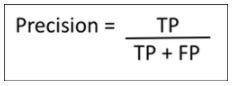 Precision = TP
TP + FP